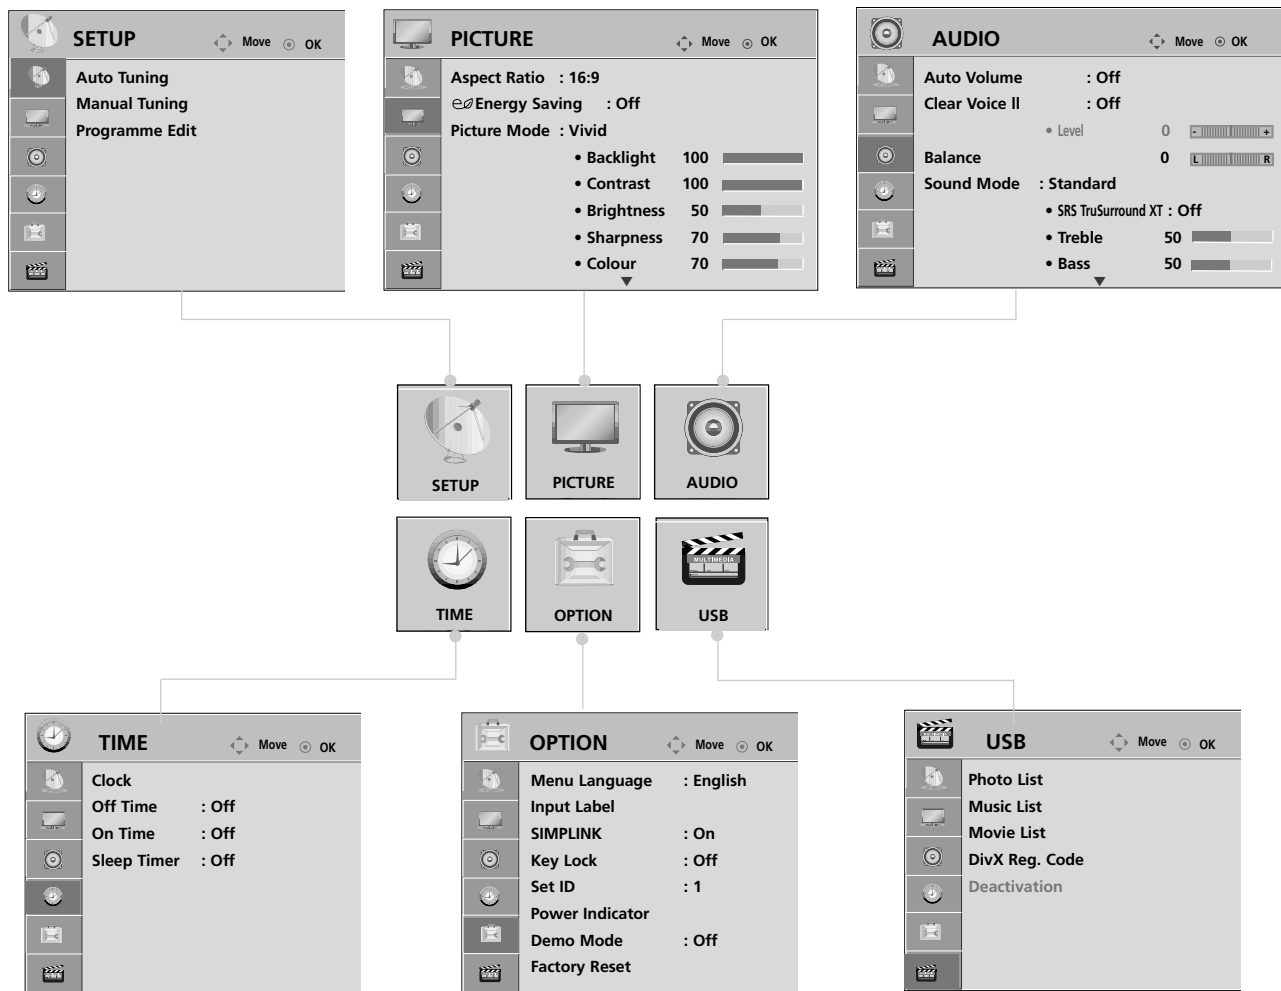 SETUP Move OK
Auto Tuning
Manual Tuning
Programme Edit
PICTURE Move OK
Aspect Ratio : 16:9
Energy Saving : Off
Picture Mode : Vivid
• Backlight 100
• Contrast 100
• Brightness 50
• Sharpness 70
• Colour 70
AUDIO Move OK
Auto Volume : Off
Clear Voice ll : Off
• Level 0 - +
Balance 0 L R
Sound Mode : Standard
• SRS TruSurround XT : Off
• Treble 50
• Bass 50
SETUP
PICTURE
AUDIO
TIME
OPTION
MULTIMEDIA
USB
TIME Move OK
Clock
Off Time : Off
On Time : Off
Sleep Timer : Off
OPTION Move OK
Menu Language : English
Input Label
SIMPLINK : On
Key Lock : Off
Set ID : 1
Power Indicator
Demo Mode : Off
Factory Reset
USB Move OK
Photo List
Music List
Movie List
DivX Reg. Code
Deactivation